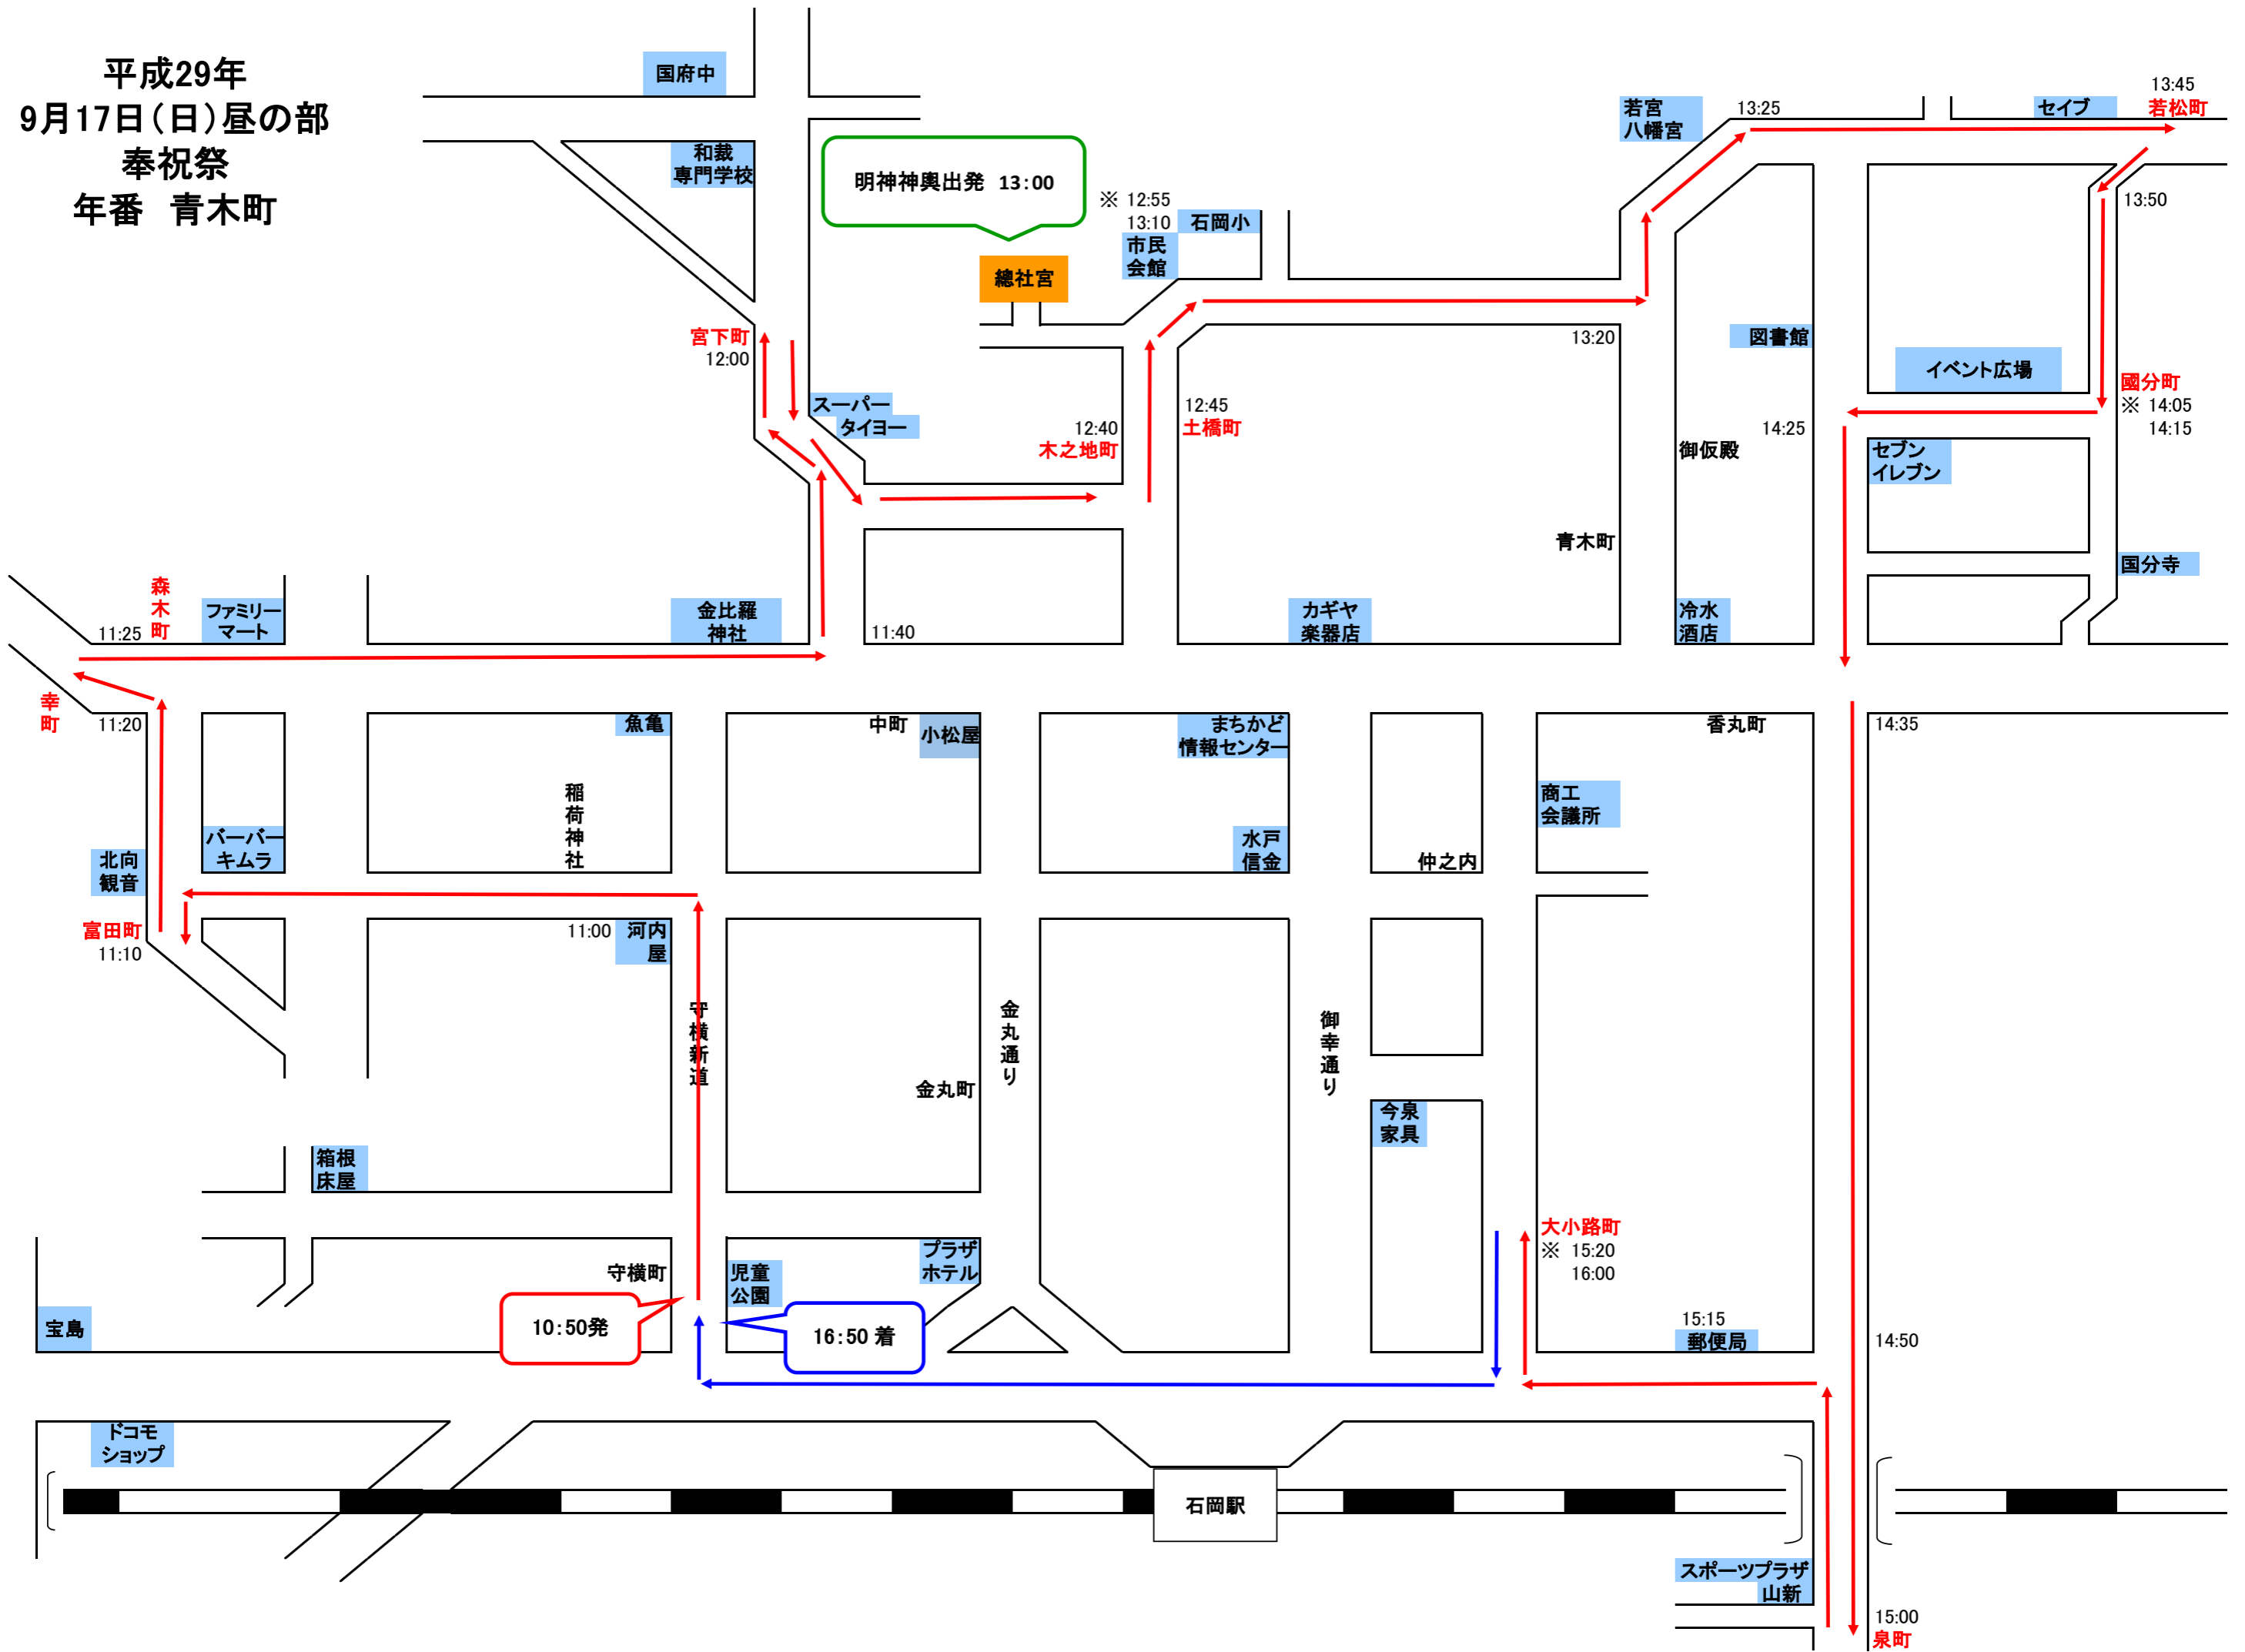 平成29年
9月17日(日)昼の部
奉祝祭
年番　青木町
国府中
和裁
専門学校
明神神輿出発 13:00
※ 12:55
13:10
石岡小
市民
会館
總社宮
若宮
八幡宮
13:25
セイブ
13:45
若松町
13:50
宮下町
12:00
スーパー
タイヨー
12:40
木之地町
12:45
土橋町
13:20
図書館
イベント広場
國分町
※ 14:05
14:15
14:25
御仮殿
セブン
イレブン
青木町
国分寺
森木町
11:25
ファミリー
マート
金比羅
神社
11:40
カギヤ
楽器店
冷水
酒店
幸町
11:20
魚亀
中町
小松屋
まちかど
情報センター
香丸町
14:35
稲荷神社
商工
会議所
北向
観音
バーバー
キムラ
水戸
信金
仲之内
富田町
11:10
11:00
河内
屋
守横新道
金丸通り
御幸通り
金丸町
今泉
家具
箱根
床屋
大小路町
※ 15:20
16:00
守横町
児童
公園
プラザ
ホテル
宝島
10:50発
16:50 着
15:15
郵便局
14:50
ドコモ
ショップ
石岡駅
スポーツプラザ
山新
15:00
泉町